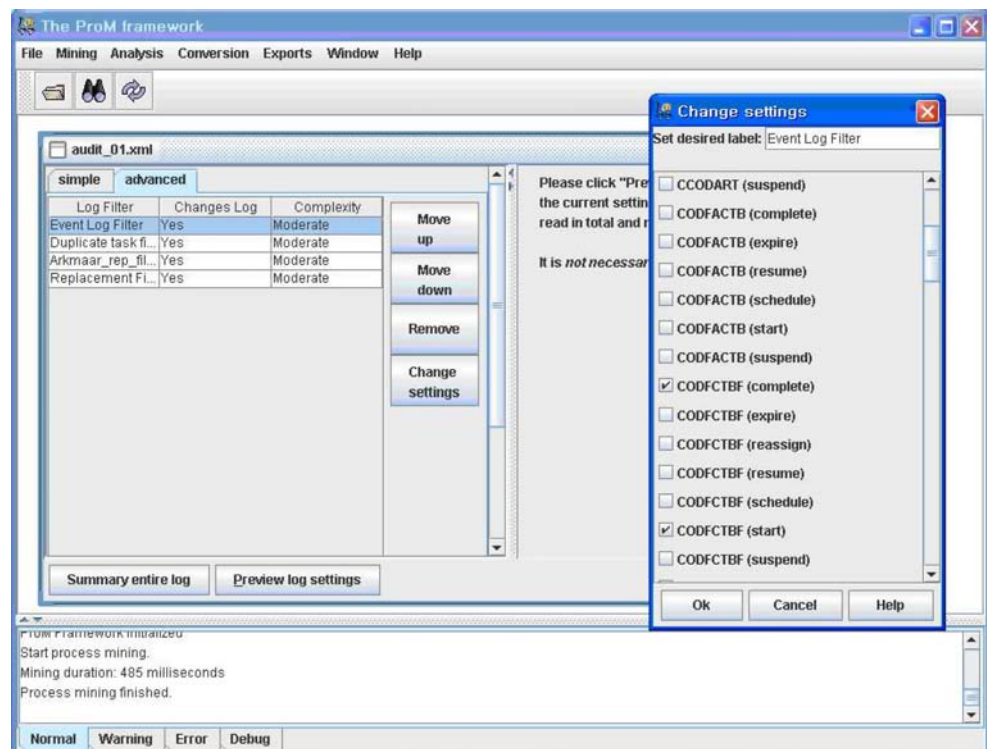 The ProM framework
File Mining Analysis Conversion Exports Window Help
audit_01.xml
simple advanced
Log Filter Changes Log Complexity
Event Log Filter Yes Moderate
Duplicate task fi... Yes Moderate
Arkmaar_rep_fil... Yes Moderate
Replacement Fi... Yes Moderate
Move up
Move down
Remove
Change settings
Please click "Pre
the current settin
read in total and r
It is not necessar
Summary entire log Preview log settings
Change settings
Set desired label: Event Log Filter
CCODART (suspend)
CODFACTB (complete)
CODFACTB (expire)
CODFACTB (resume)
CODFACTB (schedule)
CODFACTB (start)
CODFACTB (suspend)
CODFCTBF (complete)
CODFCTBF (expire)
CODFCTBF (reassign)
CODFCTBF (resume)
CODFCTBF (schedule)
CODFCTBF (start)
CODFCTBF (suspend)
Ok Cancel Help
ProM Framework initialized
Start process mining.
Mining duration: 485 milliseconds
Process mining finished.
Normal Warning Error Debug